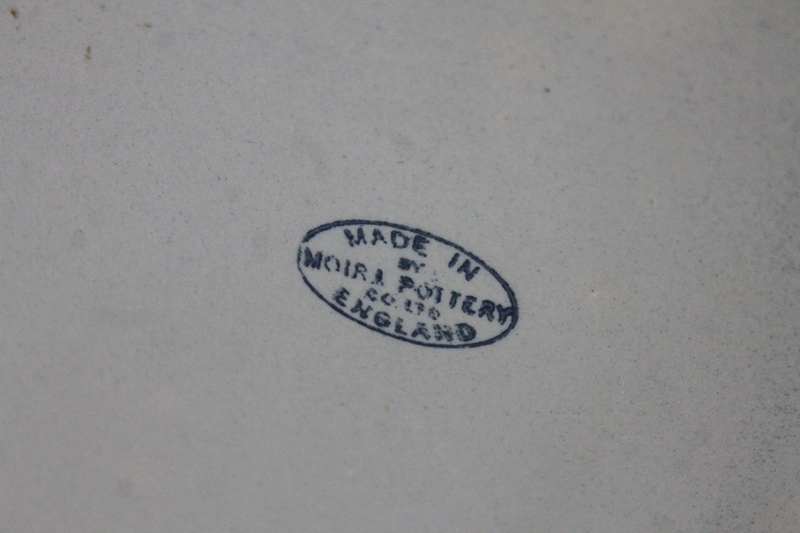 MADE IN
BY
MOIRA POTTERY
CO. LTD
ENGLAND